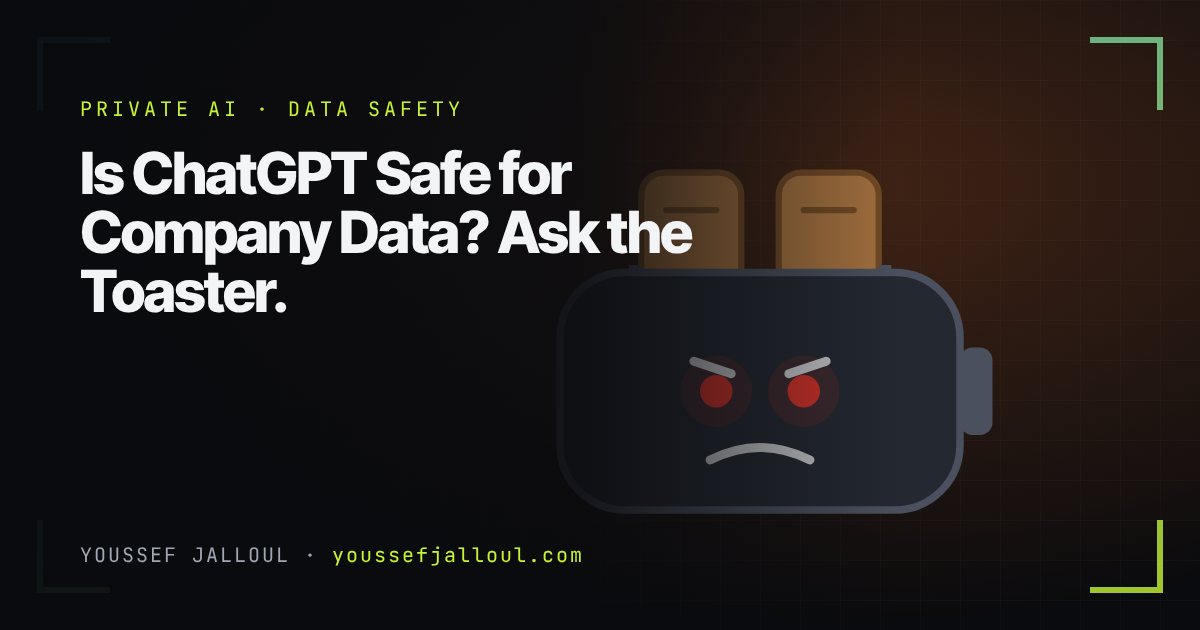 PRIVATE AI · DATA SAFETY
Is ChatGPT Safe for
Company Data? Ask the
Toaster.
YOUSSEF JALLOUL · youssefjalloul.com